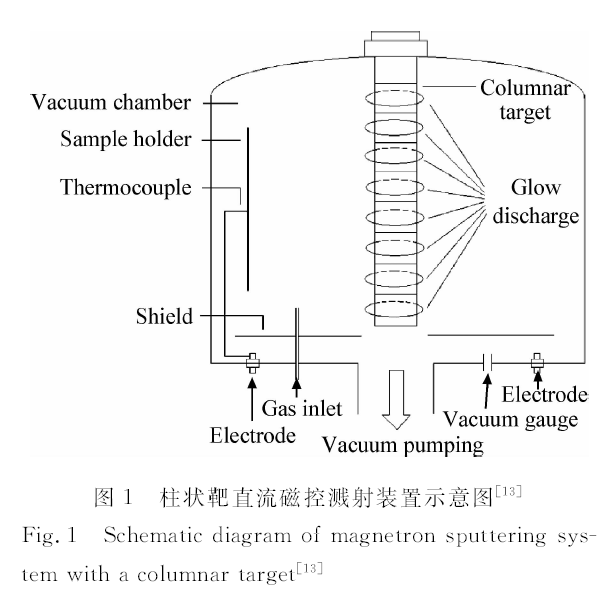 Vacuum chamber
Sample holder
Thermocouple
Shield
Columnar
target
Glow
discharge
Gas inlet
Electrode
Electrode
Vacuum gauge
Vacuum pumping
图 1 柱状靶直流磁控溅射装置示意图[13]
Fig. 1 Schematic diagram of magnetron sputtering sys-
tem with a columnar target[13]